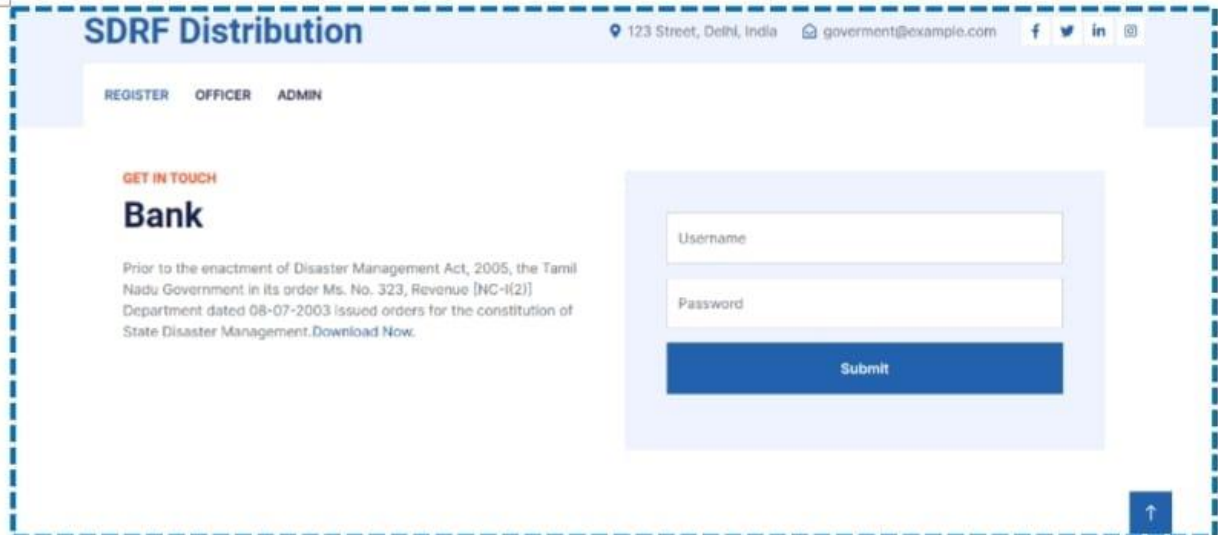 SDRF Distribution
123 Street, Delhi, India goverment@example.com
REGISTER OFFICER ADMIN
GET IN TOUCH
Bank
Prior to the enactment of Disaster Management Act, 2005, the Tamil
Nadu Government in its order Ms. No. 323, Revenue [NC-I(2)]
Department dated 08-07-2003 issued orders for the constitution of
State Disaster Management.Download Now.
Username
Password
Submit